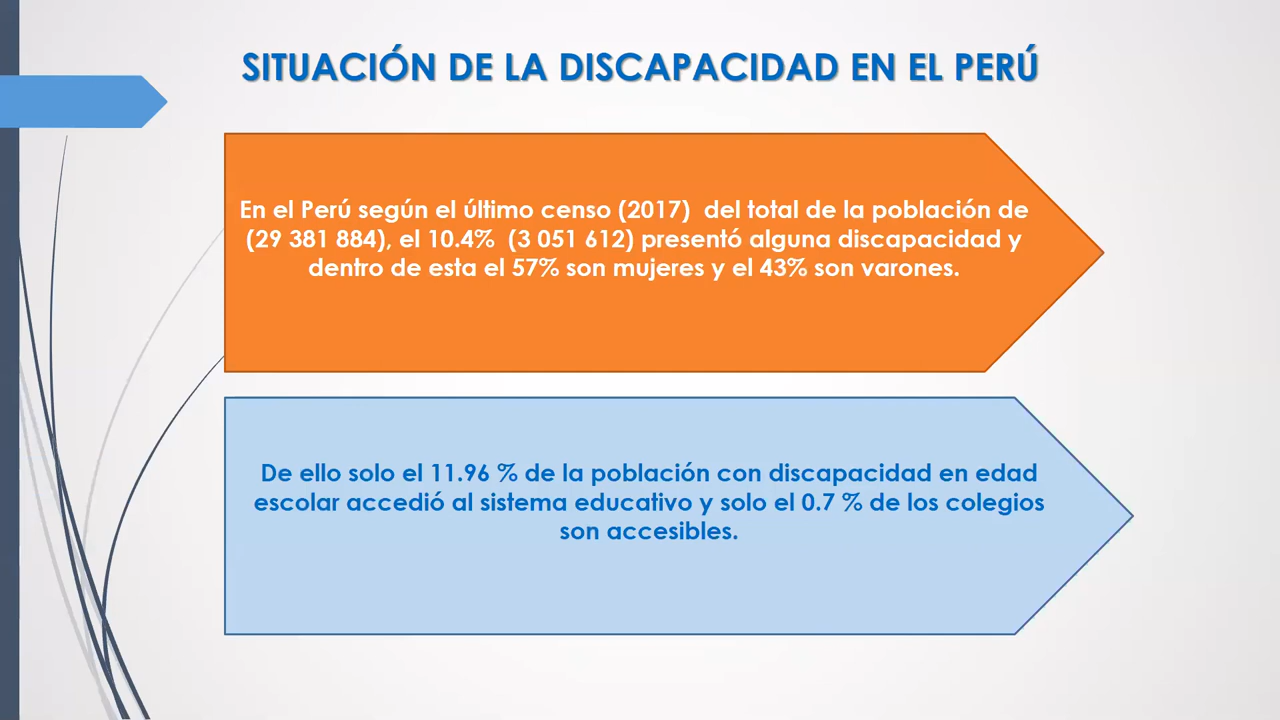 SITUACIÓN DE LA DISCAPACIDAD EN EL PERÚ
En el Perú según el último censo (2017)  del total de la población de
(29 381 884), el 10.4%  (3 051 612) presentó alguna discapacidad y
dentro de esta el 57% son mujeres y el 43% son varones.
De ello solo el 11.96 % de la población con discapacidad en edad
escolar accedió al sistema educativo y solo el 0.7 % de los colegios
son accesibles.